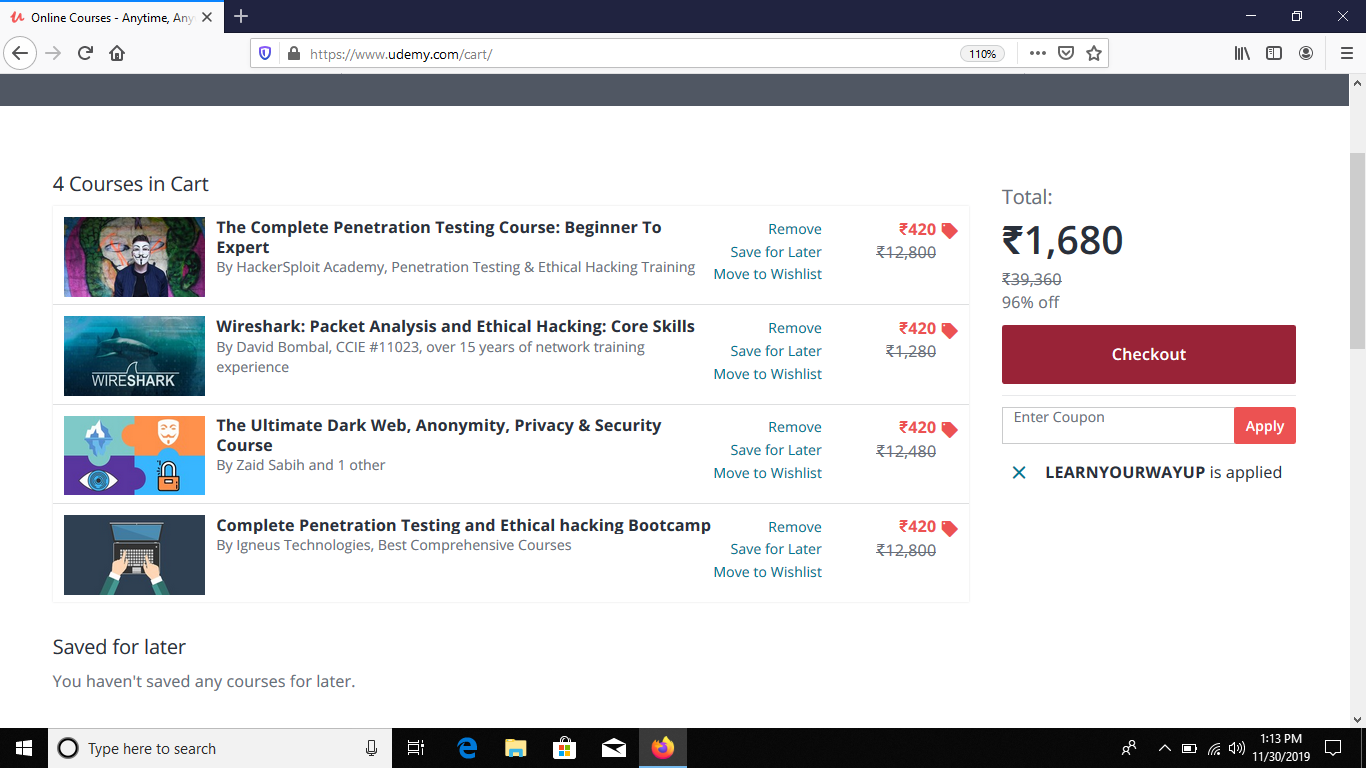 Online Courses - Anytime, Any
https://www.udemy.com/cart/
110%
4 Courses in Cart
The Complete Penetration Testing Course: Beginner To
Expert
By HackerSploit Academy, Penetration Testing & Ethical Hacking Training
Remove
Save for Later
Move to Wishlist
₹420
₹12,800
WIRESHARK
Wireshark: Packet Analysis and Ethical Hacking: Core Skills
By David Bombal, CCIE #11023, over 15 years of network training
experience
Remove
Save for Later
Move to Wishlist
₹420
₹1,280
The Ultimate Dark Web, Anonymity, Privacy & Security
Course
By Zaid Sabih and 1 other
Remove
Save for Later
Move to Wishlist
₹420
₹12,480
Complete Penetration Testing and Ethical hacking Bootcamp
By Igneus Technologies, Best Comprehensive Courses
Remove
Save for Later
Move to Wishlist
₹420
₹12,800
Saved for later
You haven't saved any courses for later.
Total:
₹1,680
₹39,360
96% off
Checkout
Enter Coupon
Apply
LEARNYOURWAYUP is applied
Type here to search
1:13 PM
11/30/2019